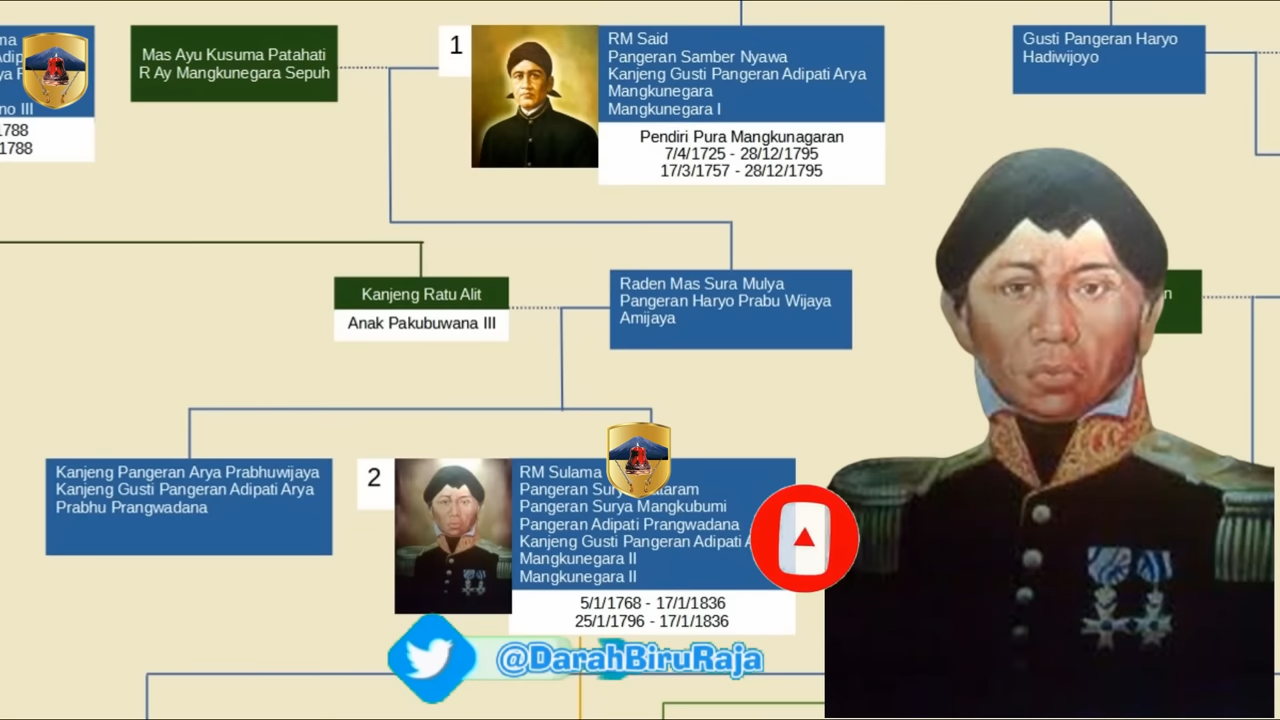 no III
1788
1788
Mas Ayu Kusuma Patahati
R Ay Mangkunegara Sepuh
1
RM Said
Pangeran Samber Nyawa
Kanjeng Gusti Pangeran Adipati Arya
Mangkunegara
Mangkunegara I
Pendiri Pura Mangkunagaran
7/4/1725 - 28/12/1795
17/3/1757 - 28/12/1795
Gusti Pangeran Haryo
Hadiwijoyo
Kanjeng Ratu Alit
Anak Pakubuwana III
Raden Mas Sura Mulya
Pangeran Haryo Prabu Wijaya
Amijaya
Kanjeng Pangeran Arya Prabhuwijaya
Kanjeng Gusti Pangeran Adipati Arya
Prabhu Prangwadana
2
RM Sulama
Pangeran
Pangeran Surya Mangkubumi
Pangeran Adipati Prangwadana
Kanjeng Gusti Pangeran Adipati
Mangkunegara II
Mangkunegara II
5/1/1768 - 17/1/1836
25/1/1796 - 17/1/1836
@DarahBiruRaja